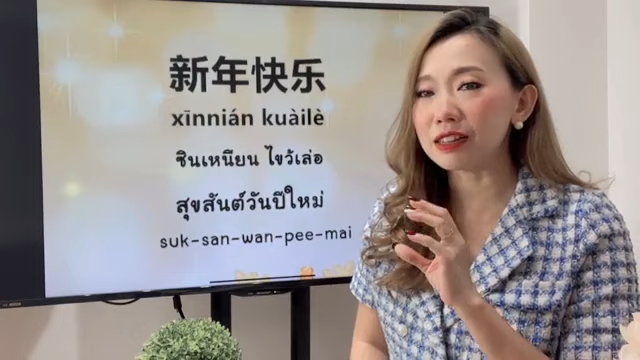 新年快乐
xīnnián kuàilè
ซินเหนียน ไขว้เล่อ
สุขสันต์วันปีใหม่
suk-san-wan-pee-mai